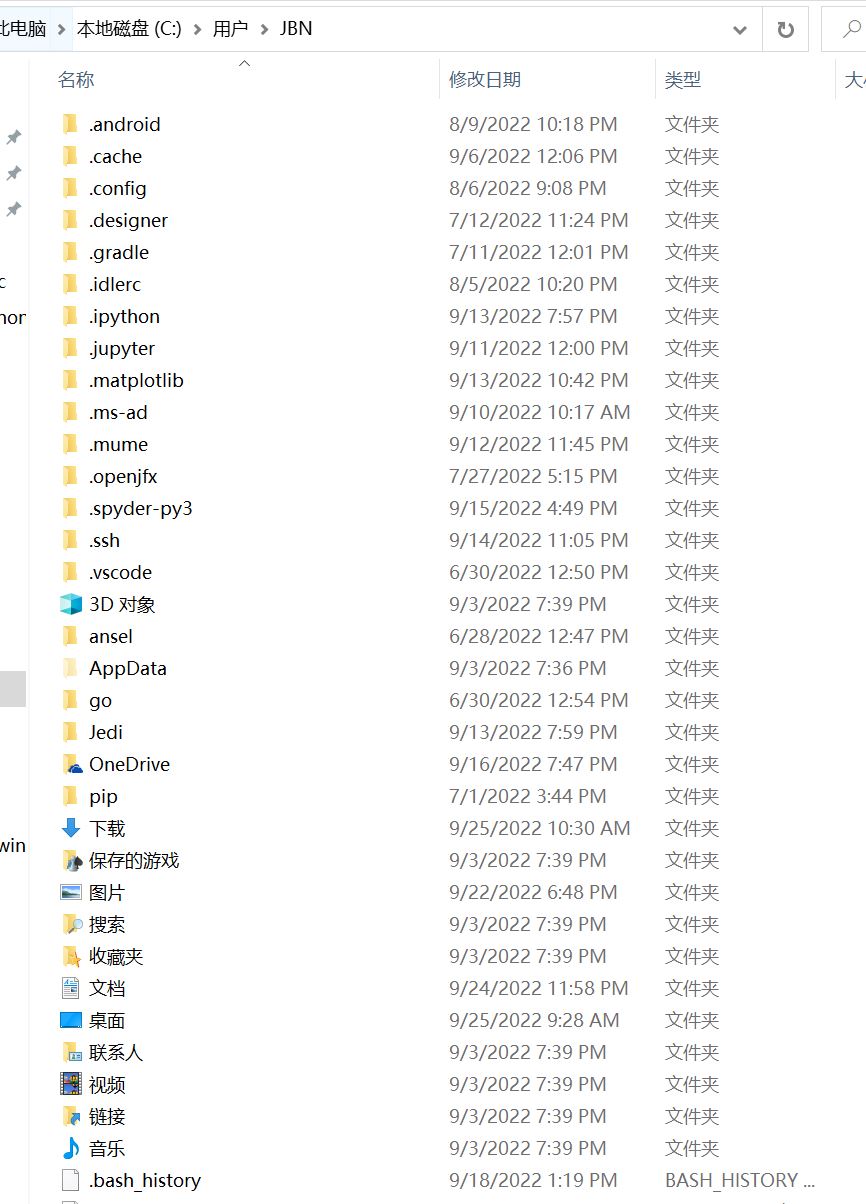 此电脑 › 本地磁盘 (C:) › 用户 › JBN
名称 修改日期 类型
.android 8/9/2022 10:18 PM 文件夹
.cache 9/6/2022 12:06 PM 文件夹
.config 8/6/2022 9:08 PM 文件夹
.designer 7/12/2022 11:24 PM 文件夹
.gradle 7/11/2022 12:01 PM 文件夹
.idlerc 8/5/2022 10:20 PM 文件夹
.ipython 9/13/2022 7:57 PM 文件夹
.jupyter 9/11/2022 12:00 PM 文件夹
.matplotlib 9/13/2022 10:42 PM 文件夹
.ms-ad 9/10/2022 10:17 AM 文件夹
.mume 9/12/2022 11:45 PM 文件夹
.openjfx 7/27/2022 5:15 PM 文件夹
.spyder-py3 9/15/2022 4:49 PM 文件夹
.ssh 9/14/2022 11:05 PM 文件夹
.vscode 6/30/2022 12:50 PM 文件夹
3D 对象 9/3/2022 7:39 PM 文件夹
ansel 6/28/2022 12:47 PM 文件夹
AppData 9/3/2022 7:36 PM 文件夹
go 6/30/2022 12:54 PM 文件夹
Jedi 9/13/2022 7:59 PM 文件夹
OneDrive 9/16/2022 7:47 PM 文件夹
pip 7/1/2022 3:44 PM 文件夹
下载 9/25/2022 10:30 AM 文件夹
保存的游戏 9/3/2022 7:39 PM 文件夹
图片 9/22/2022 6:48 PM 文件夹
搜索 9/3/2022 7:39 PM 文件夹
收藏夹 9/3/2022 7:39 PM 文件夹
文档 9/24/2022 11:58 PM 文件夹
桌面 9/25/2022 9:28 AM 文件夹
联系人 9/3/2022 7:39 PM 文件夹
视频 9/3/2022 7:39 PM 文件夹
链接 9/3/2022 7:39 PM 文件夹
音乐 9/3/2022 7:39 PM 文件夹
.bash_history 9/18/2022 1:19 PM BASH_HISTORY ...